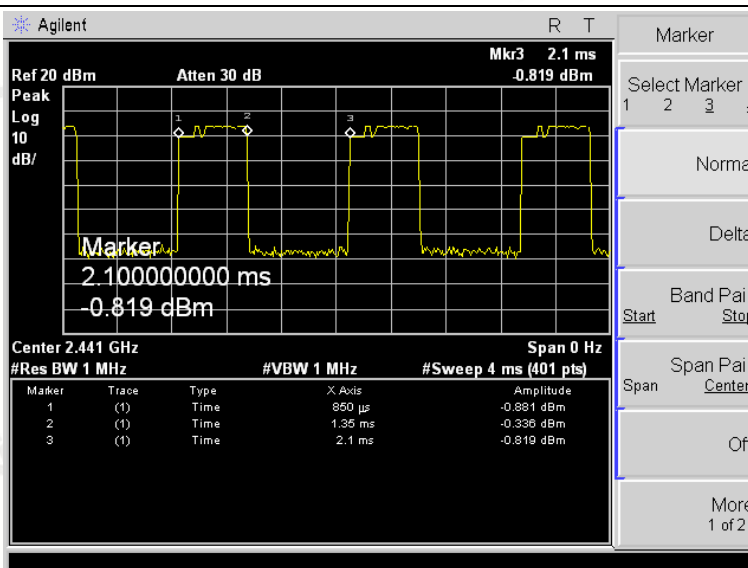 Agilent R T
Mkr3 2.1 ms
Ref 20 dBm Atten 30 dB -0.819 dBm
Peak
Log
10
dB/
1 2 3
Marker
2.100000000 ms
-0.819 dBm
Center 2.441 GHz Span 0 Hz
#Res BW 1 MHz #VBW 1 MHz #Sweep 4 ms (401 pts)
Marker Trace Type X Axis Amplitude
1 (1) Time 850 µs -0.881 dBm
2 (1) Time 1.35 ms -0.336 dBm
3 (1) Time 2.1 ms -0.819 dBm
Marker
Select Marker
1 2 3
Norma
Delta
Band Pai
Start Stop
Span Pai
Span Center
Of
More
1 of 2